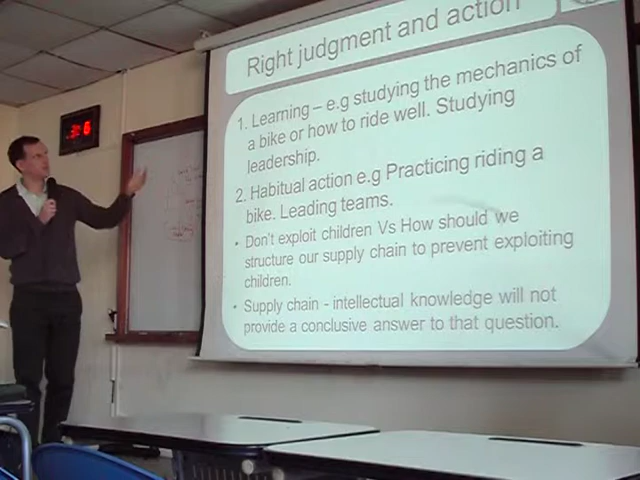 Right judgment and action
1. Learning – e.g studying the mechanics of
a bike or how to ride well. Studying
leadership.
2. Habitual action e.g Practicing riding a
bike. Leading teams.
• Don't exploit children Vs How should we
structure our supply chain to prevent exploiting
children.
• Supply chain - intellectual knowledge will not
provide a conclusive answer to that question.